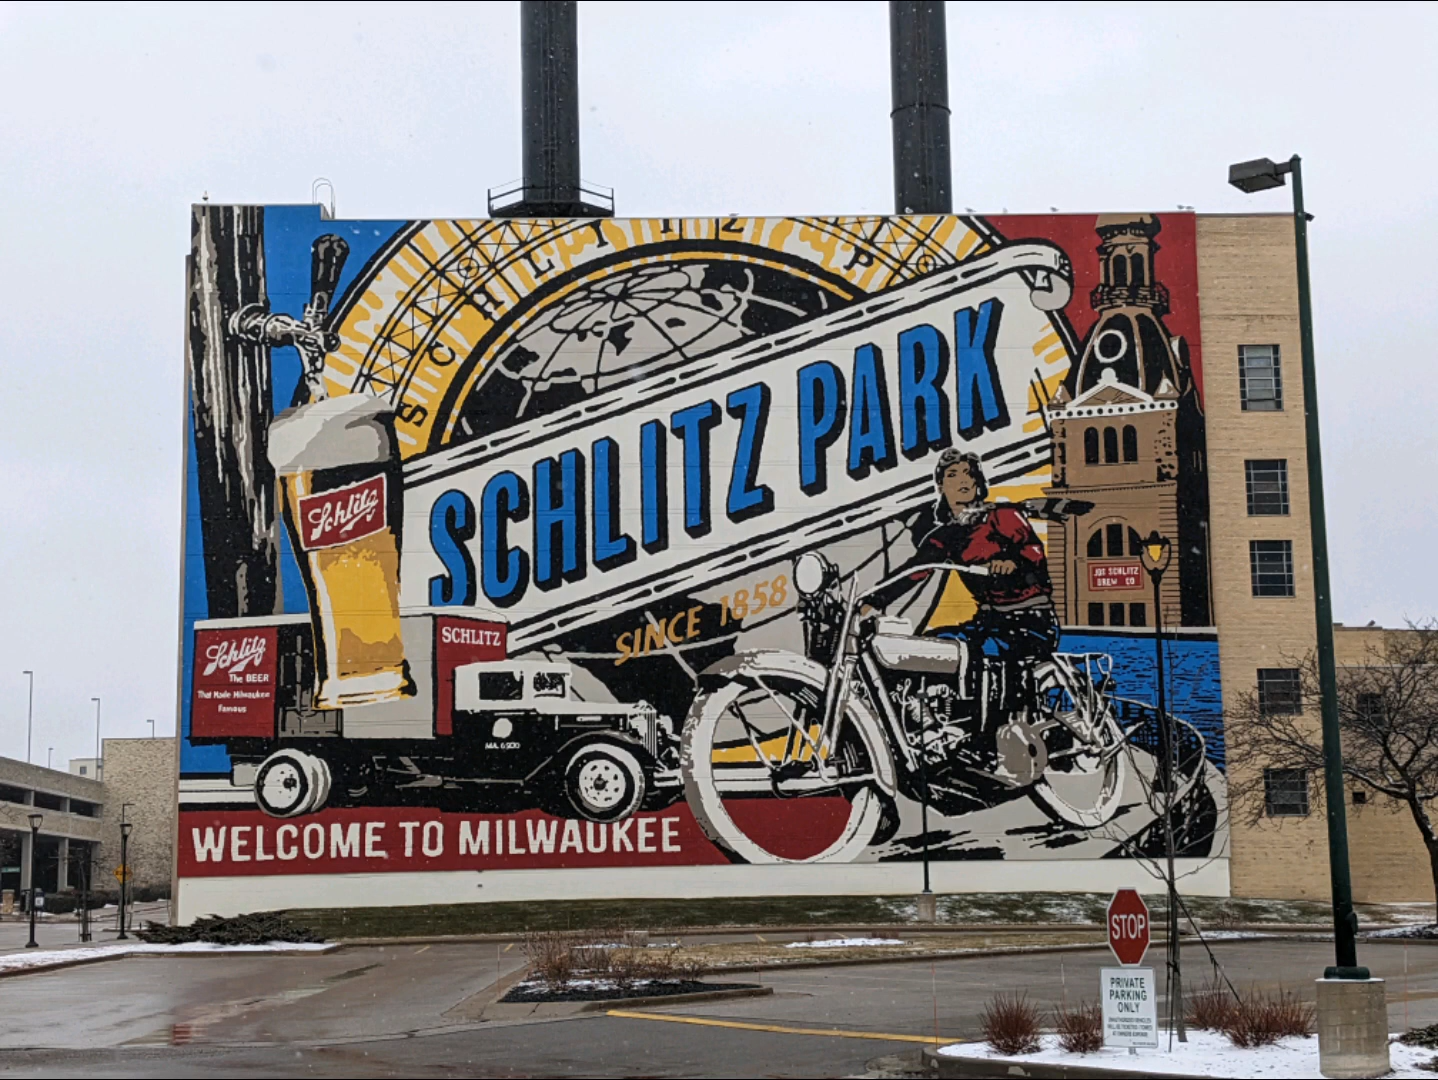 SCHLITZ P
SCHLITZ PARK
SINCE 1858
Schlitz
Schlitz
The BEER
That Made Milwaukee
Famous
SCHLITZ
JOS SCHLITZ
BREW CO
WELCOME TO MILWAUKEE
STOP
PRIVATE
PARKING
ONLY